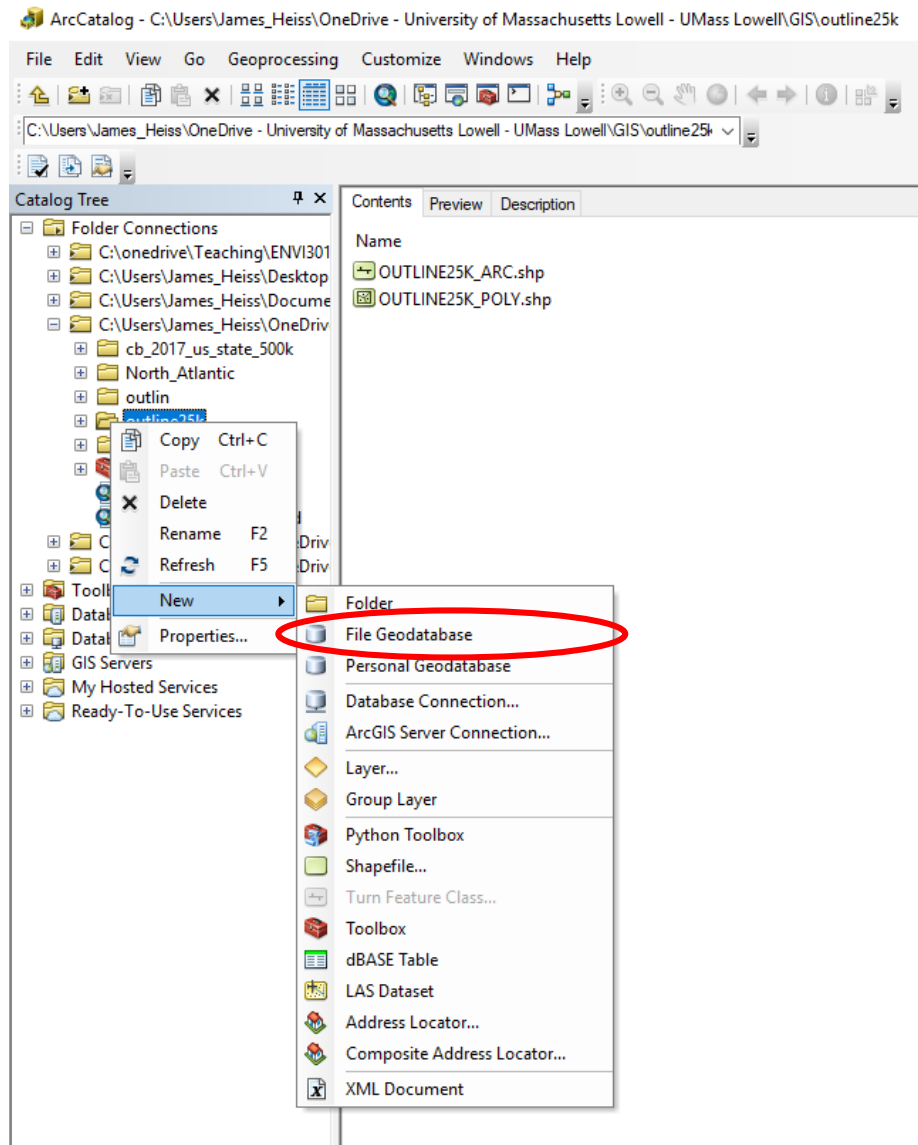 ArcCatalog - C:\Users\James_Heiss\OneDrive - University of Massachusetts Lowell - UMass Lowell\GIS\outline25k
File Edit View Go Geoprocessing Customize Windows Help
C:\Users\James_Heiss\OneDrive - University of Massachusetts Lowell - UMass Lowell\GIS\outline25k
Catalog Tree
Folder Connections
C:\onedrive\Teaching\ENVI301
C:\Users\James_Heiss\Desktop
C:\Users\James_Heiss\Docume
C:\Users\James_Heiss\OneDriv
cb_2017_us_state_500k
North_Atlantic
outlin
outline25k
C
:Driv
C
:Driv
Toolb
Datab
Datab
GIS Servers
My Hosted Services
Ready-To-Use Services
Contents Preview Description
Name
OUTLINE25K_ARC.shp
OUTLINE25K_POLY.shp
Copy Ctrl+C
Paste Ctrl+V
Delete
Rename F2
Refresh F5
New
Properties...
Folder
File Geodatabase
Personal Geodatabase
Database Connection...
ArcGIS Server Connection...
Layer...
Group Layer
Python Toolbox
Shapefile...
Turn Feature Class...
Toolbox
dBASE Table
LAS Dataset
Address Locator...
Composite Address Locator...
XML Document